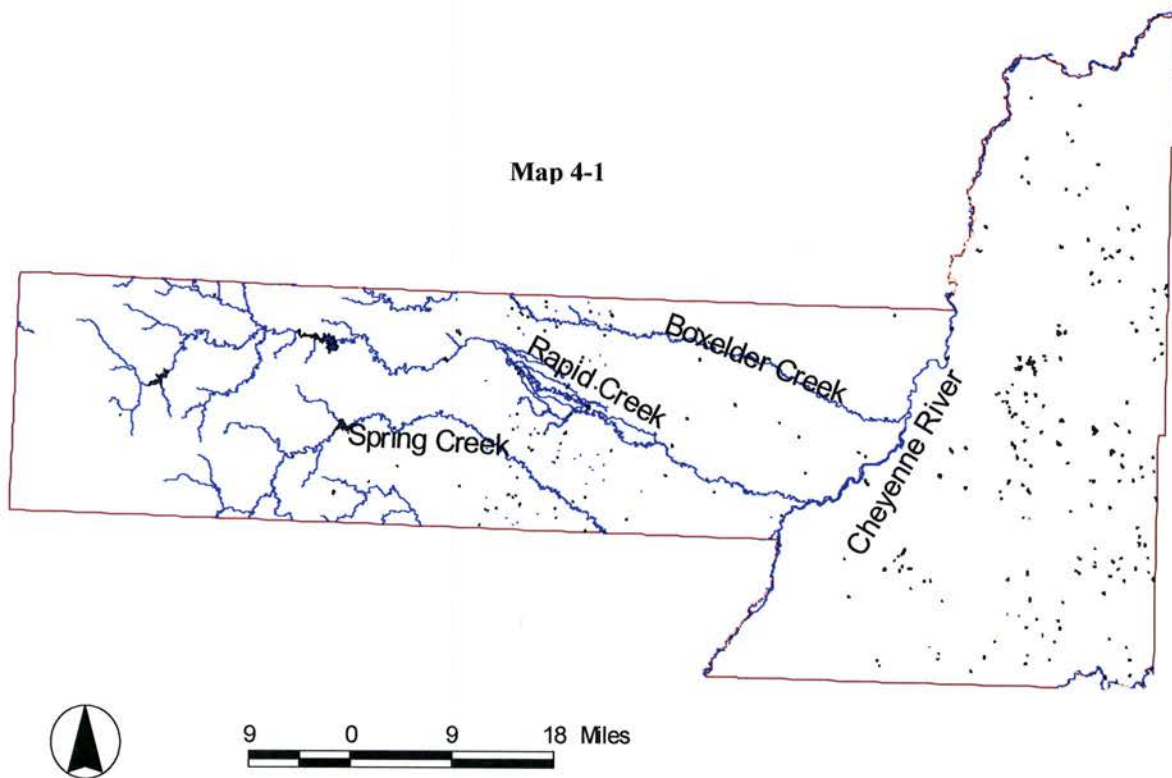 Map 4-1
Boxelder Creek
Rapid Creek
Spring Creek
Cheyenne River
9 0 9 18 Miles